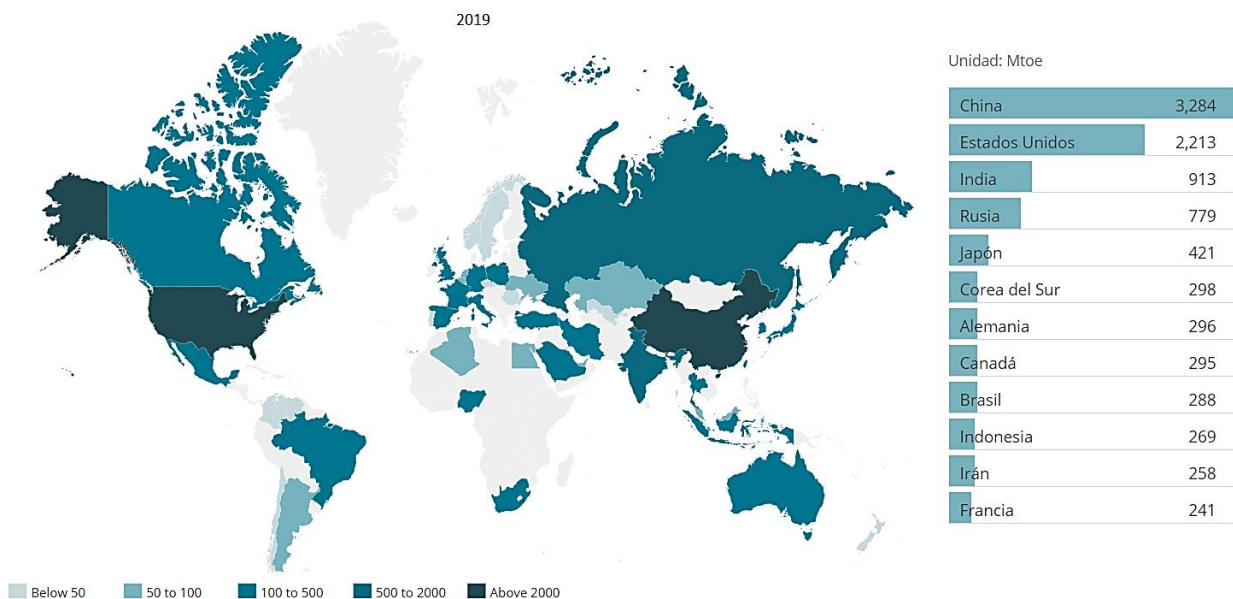 2019
Unidad: Mtoe
China 3,284
Estados Unidos 2,213
India 913
Rusia 779
Japón 421
Corea del Sur 298
Alemania 296
Canadá 295
Brasil 288
Indonesia 269
Irán 258
Francia 241
Below 50 50 to 100 100 to 500 500 to 2000 Above 2000